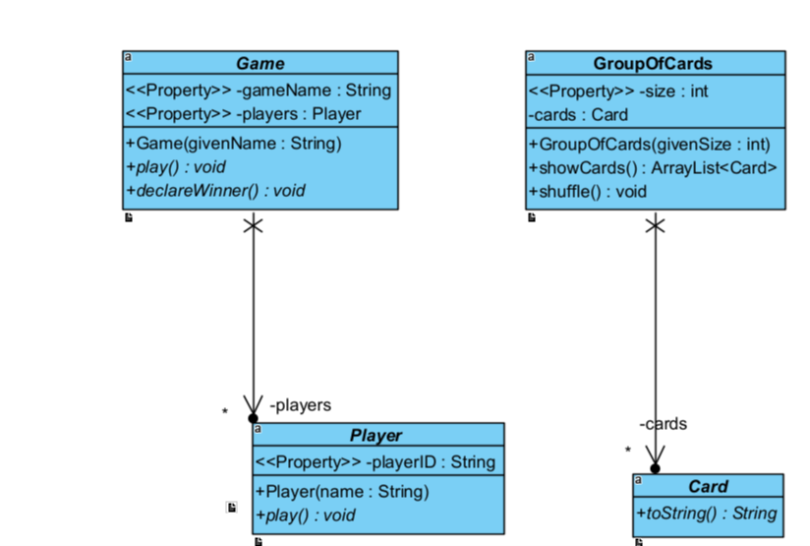 a
Game
<<Property>> -gameName : String
<<Property>> -players : Player
+Game(givenName : String)
+play() : void
+declareWinner() : void
a
GroupOfCards
<<Property>> -size : int
-cards : Card
+GroupOfCards(givenSize : int)
+showCards() : ArrayList<Card>
+shuffle() : void
* -players
a
Player
<<Property>> -playerID : String
+Player(name : String)
+play() : void
-cards
*
a
Card
+toString() : String